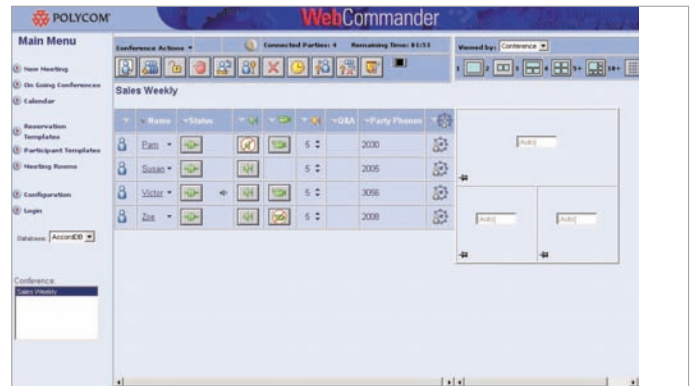 POLYCOM
WebCommander
Main Menu
New Meeting
On Going Conferences
Calendar
Reservation
Templates
Participant Templates
Meeting Rooms
Configuration
Login
Database: AccordDB
Conference
Sales Weekly
Conference Actions
Connected Parties: 4
Remaining Time: 01:53
Viewed by: Conference
Sales Weekly
Name Status Q&A Party Phones
Pam 5 2030
Susan 5 2005
Victor 5 3056
Zoe 5 2008
[Auto]
[Auto] [Auto]